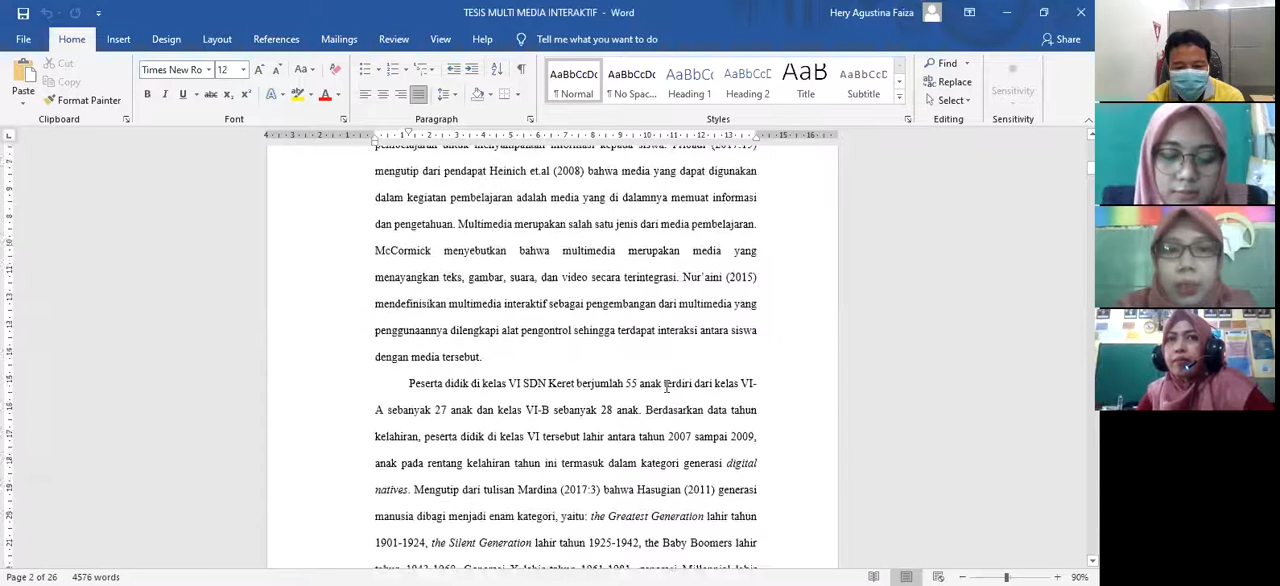 TESIS MULTI MEDIA INTERAKTIF - Word
Hery Agustina Faiza
File Home Insert Design Layout References Mailings Review View Help Tell me what you want to do Share
Paste
Cut
Copy
Format Painter
Clipboard
Times New Ro 12
Font
Paragraph
AaBbCcDc AaBbCcDc AaBbCc AaBbCcD AaB AaBbCcD
¶ Normal ¶ No Spac... Heading 1 Heading 2 Title Subtitle
Styles
Find
Replace
Select
Editing
Sensitivity
Sensitivity
pembelajaran untuk menyampaikan informasi kepada siswa.
mengutip dari pendapat Heinich et.al (2008) bahwa media yang dapat digunakan
dalam kegiatan pembelajaran adalah media yang di dalamnya memuat informasi
dan pengetahuan. Multimedia merupakan salah satu jenis dari media pembelajaran.
McCormick menyebutkan bahwa multimedia merupakan media yang
menayangkan teks, gambar, suara, dan video secara terintegrasi. Nur'aini (2015)
mendefinisikan multimedia interaktif sebagai pengembangan dari multimedia yang
penggunaannya dilengkapi alat pengontrol sehingga terdapat interaksi antara siswa
dengan media tersebut.
Peserta didik di kelas VI SDN Keret berjumlah 55 anak terdiri dari kelas VI-
A sebanyak 27 anak dan kelas VI-B sebanyak 28 anak. Berdasarkan data tahun
kelahiran, peserta didik di kelas VI tersebut lahir antara tahun 2007 sampai 2009,
anak pada rentang kelahiran tahun ini termasuk dalam kategori generasi digital
natives. Mengutip dari tulisan Mardina (2017:3) bahwa Hasugian (2011) generasi
manusia dibagi menjadi enam kategori, yaitu: the Greatest Generation lahir tahun
1901-1924, the Silent Generation lahir tahun 1925-1942, the Baby Boomers lahir
Page 2 of 26 4576 words
90%